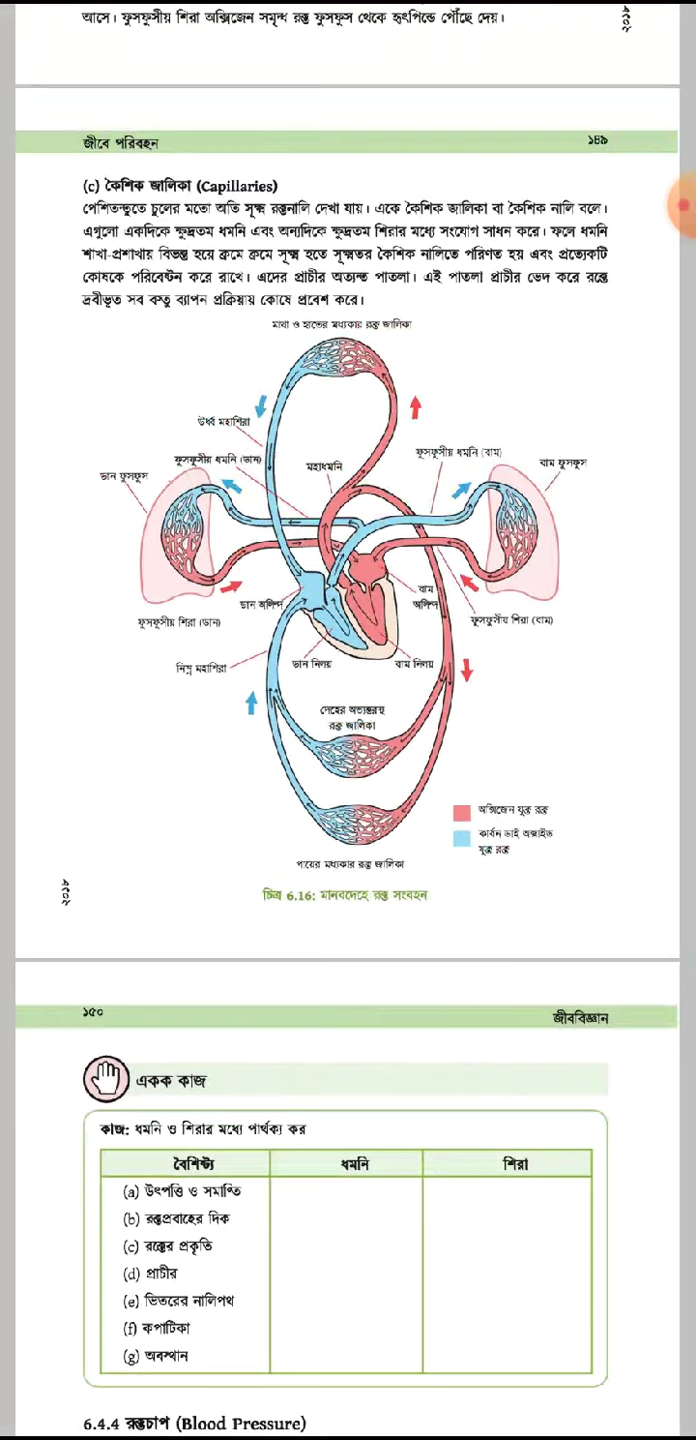 আসে। ফুসফুসীয় শিরা অক্সিজেন সমৃদ্ধ রক্ত ফুসফুস থেকে হৃৎপিন্ডে পৌঁছে দেয়।
২০১৮
জীবে পরিবহন
১৪৯
(c) কৈশিক জালিকা (Capillaries)
পেশিতন্তুতে চুলের মতো অতি সূক্ষ্ম রক্তনালি দেখা যায়। একে কৈশিক জালিকা বা কৈশিক নালি বলে।
এগুলো একদিকে ক্ষুদ্রতম ধমনি এবং অন্যদিকে ক্ষুদ্রতম শিরার মধ্যে সংযোগ সাধন করে। ফলে ধমনি
শাখা-প্রশাখায় বিভক্ত হয়ে ক্রমে ক্রমে সূক্ষ্ম হতে সূক্ষ্মতর কৈশিক নালিতে পরিণত হয় এবং প্রত্যেকটি
কোষকে পরিবেষ্টন করে রাখে। এদের প্রাচীর অত্যন্ত পাতলা। এই পাতলা প্রাচীর ভেদ করে রক্তে
দ্রবীভূত সব বস্তু ব্যাপন প্রক্রিয়ায় কোষে প্রবেশ করে।
মাথা ও হাতের মধ্যকার রক্ত জালিকা
উর্ধ্ব মহাশিরা
ফুসফুসীয় ধমনি (ডান)
মহাধমনি
ফুসফুসীয় ধমনি (বাম)
ডান ফুসফুস
বাম ফুসফুস
ডান অলিন্দ
বাম
অলিন্দ
ফুসফুসীয় শিরা (ডান)
ফুসফুসীয় শিরা (বাম)
নিম্ন মহাশিরা
ডান নিলয়
বাম নিলয়
দেহের অভ্যন্তরস্থ
রক্ত জালিকা
অক্সিজেন যুক্ত রক্ত
কার্বন ডাই অক্সাইড
যুক্ত রক্ত
পায়ের মধ্যকার রক্ত জালিকা
২০১৮
চিত্র 6.16: মানবদেহে রক্ত সংবহন
১৫০
জীববিজ্ঞান
একক কাজ
কাজ: ধমনি ও শিরার মধ্যে পার্থক্য কর
বৈশিষ্ট্য ধমনি শিরা
(a) উৎপত্তি ও সমাপ্তি
(b) রক্তপ্রবাহের দিক
(c) রক্তের প্রকৃতি
(d) প্রাচীর
(e) ভিতরের নালিপথ
(f) কপাটিকা
(g) অবস্থান
6.4.4 রক্তচাপ (Blood Pressure)